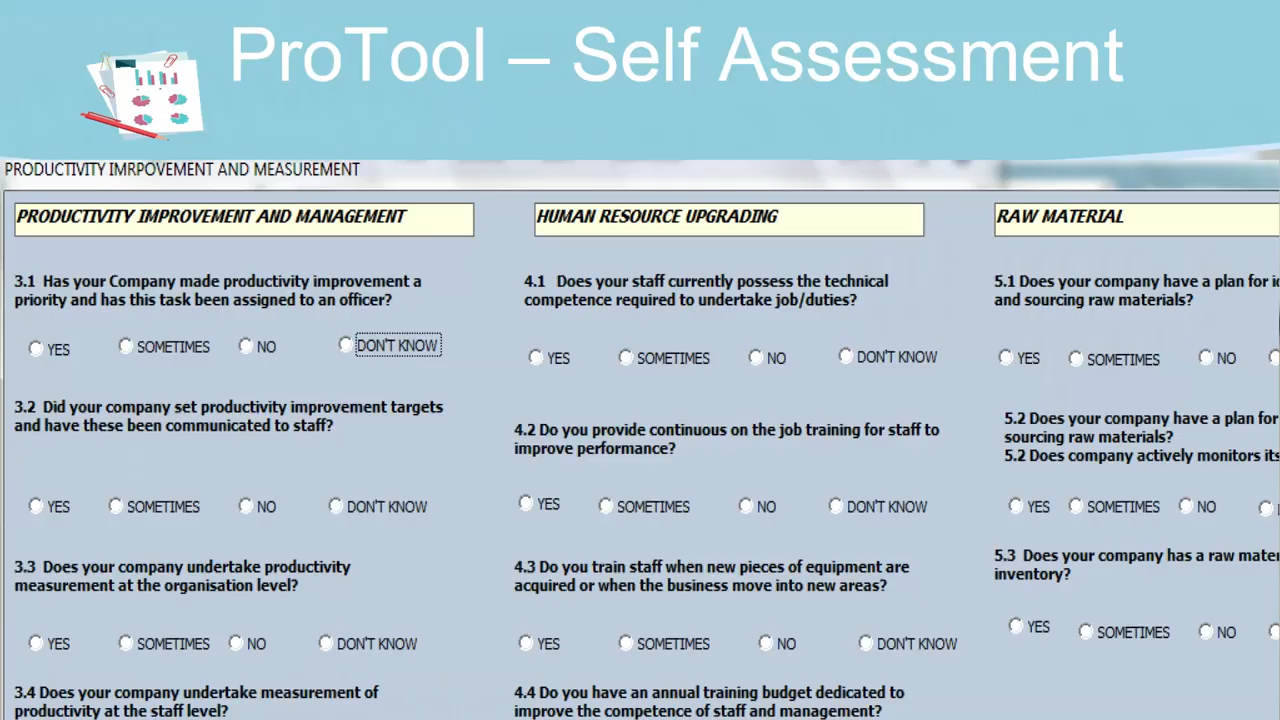 ProTool – Self Assessment
PRODUCTIVITY IMRPOVEMENT AND MEASUREMENT
PRODUCTIVITY IMPROVEMENT AND MANAGEMENT
3.1 Has your Company made productivity improvement a
priority and has this task been assigned to an officer?
YES SOMETIMES NO DON'T KNOW
3.2 Did your company set productivity improvement targets
and have these been communicated to staff?
YES SOMETIMES NO DON'T KNOW
3.3 Does your company undertake productivity
measurement at the organisation level?
YES SOMETIMES NO DON'T KNOW
3.4 Does your company undertake measurement of
productivity at the staff level?
HUMAN RESOURCE UPGRADING
4.1 Does your staff currently possess the technical
competence required to undertake job/duties?
YES SOMETIMES NO DON'T KNOW
4.2 Do you provide continuous on the job training for staff to
improve performance?
YES SOMETIMES NO DON'T KNOW
4.3 Do you train staff when new pieces of equipment are
acquired or when the business move into new areas?
YES SOMETIMES NO DON'T KNOW
4.4 Do you have an annual training budget dedicated to
improve the competence of staff and management?
RAW MATERIAL
5.1 Does your company have a plan for
and sourcing raw materials?
YES SOMETIMES NO
5.2 Does your company have a plan for
sourcing raw materials?
5.2 Does company actively monitors its
YES SOMETIMES NO
5.3 Does your company has a raw
inventory?
YES SOMETIMES NO